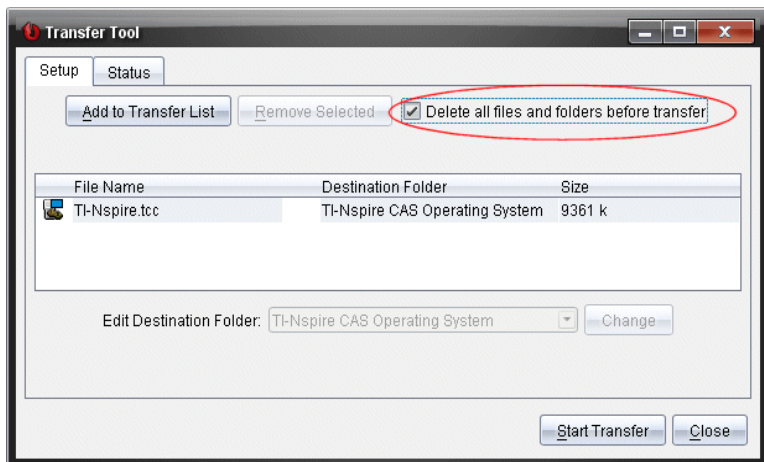 Transfer Tool
Setup Status
Add to Transfer List Remove Selected Delete all files and folders before transfer
File Name Destination Folder Size
TI-Nspire.tcc TI-Nspire CAS Operating System 9361 k
Edit Destination Folder: TI-Nspire CAS Operating System Change
Start Transfer Close